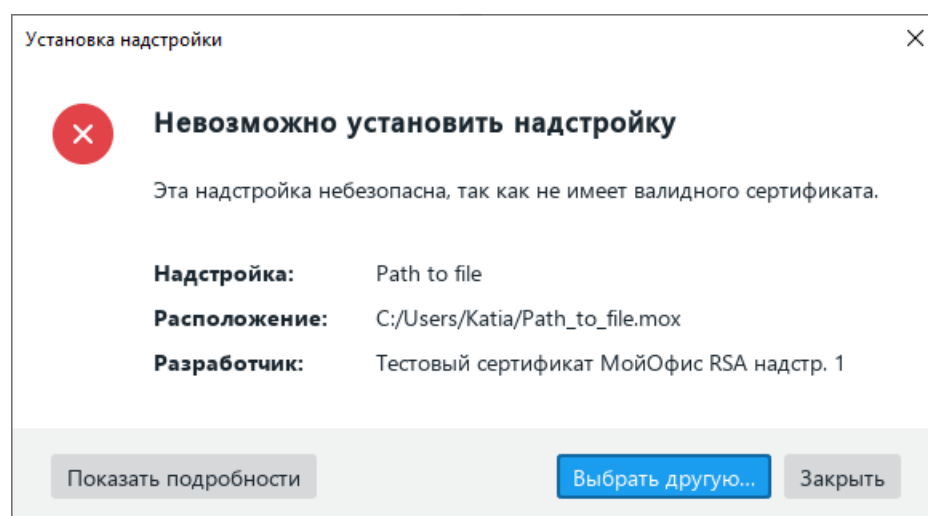 Установка надстройки
Невозможно установить надстройку
Эта надстройка небезопасна, так как не имеет валидного сертификата.
Надстройка: Path to file
Расположение: C:/Users/Katia/Path_to_file.mox
Разработчик: Тестовый сертификат МойОфис RSA надстр. 1
Показать подробности Выбрать другую... Закрыть